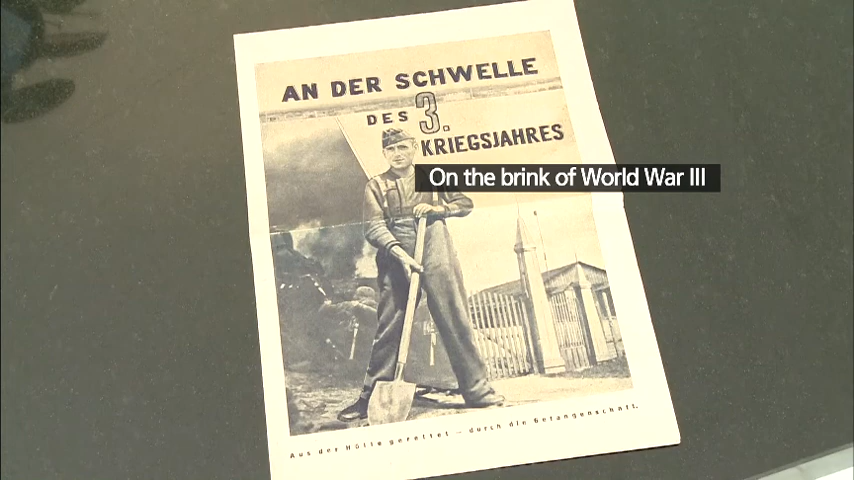 AN DER SCHWELLE
DES 3.
KRIEGSJAHRES
On the brink of World War III
Aus der Hölle gerettet – durch die Gefangenschaft.